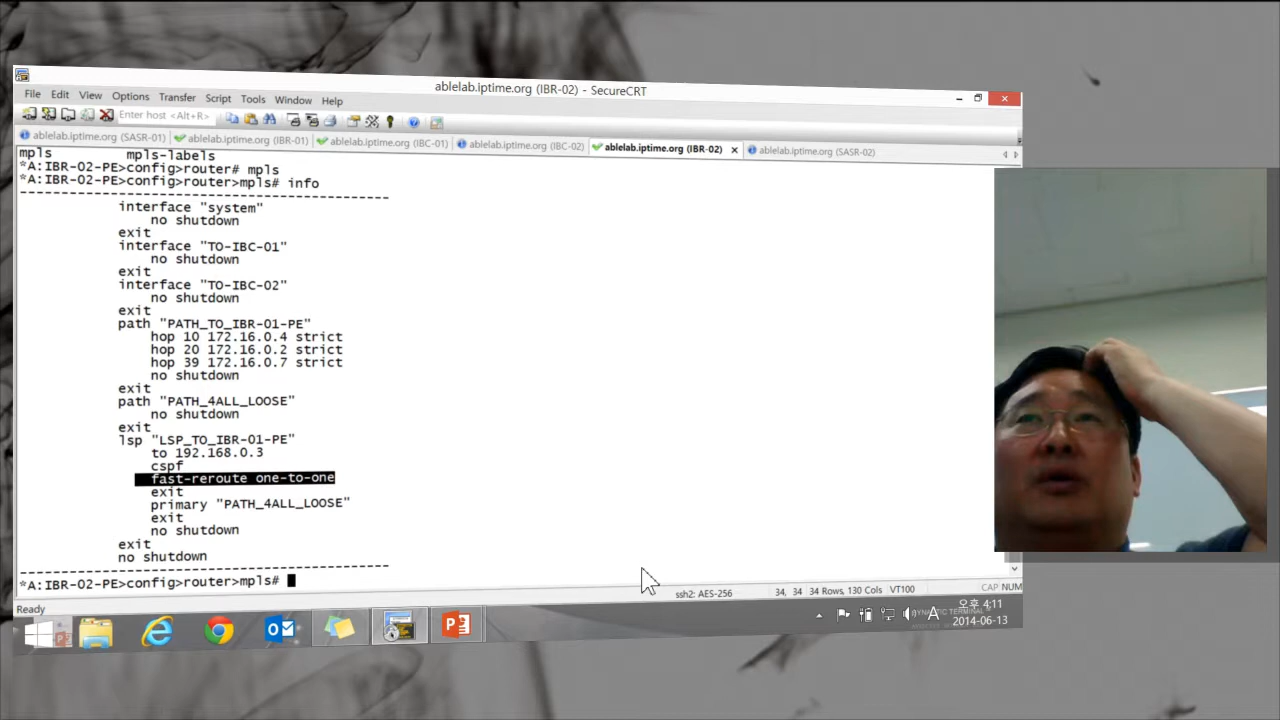 ablelab.iptime.org (IBR-02) - SecureCRT
File Edit View Options Transfer Script Tools Window Help
Enter host <Alt+R>
ablelab.iptime.org (SASR-01) ablelab.iptime.org (IBR-01) ablelab.iptime.org (IBC-01) ablelab.iptime.org (IBC-02) ablelab.iptime.org (IBR-02) ablelab.iptime.org (SASR-02)
mpls mpls-labels
*A:IBR-02-PE>config>router# mpls
*A:IBR-02-PE>config>router>mpls# info
----------------------------------------------
interface "system"
no shutdown
exit
interface "TO-IBC-01"
no shutdown
exit
interface "TO-IBC-02"
no shutdown
exit
path "PATH_TO_IBR-01-PE"
hop 10 172.16.0.4 strict
hop 20 172.16.0.2 strict
hop 39 172.16.0.7 strict
no shutdown
exit
path "PATH_4ALL_LOOSE"
no shutdown
exit
lsp "LSP_TO_IBR-01-PE"
to 192.168.0.3
cspf
fast-reroute one-to-one
exit
primary "PATH_4ALL_LOOSE"
exit
no shutdown
exit
no shutdown
----------------------------------------------
*A:IBR-02-PE>config>router>mpls#
Ready ssh2: AES-256 34, 34 34 Rows, 130 Cols VT100 CAP NUM
A 오후 4:11
2014-06-13